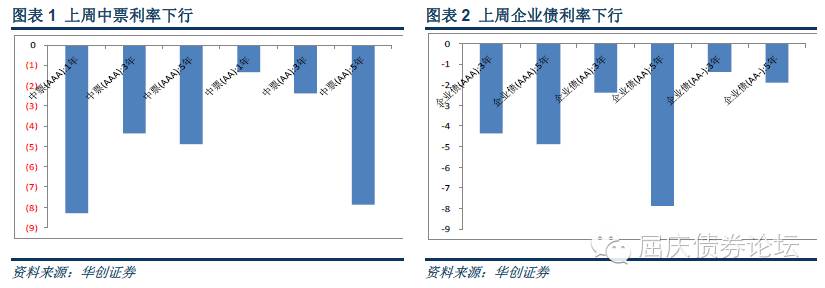 图表 1 上周中票利率下行
0
(1)
(2)
(3)
(4)
(5)
(6)
(7)
(8)
(9)
中票(AAA):1年
中票(AAA):3年
中票(AAA):5年
中票(AA):1年
中票(AA):3年
中票(AA):5年
资料来源：华创证券
图表 2 上周企业债利率下行
0
-1
-2
-3
-4
-5
-6
-7
-8
-9
企业债(AAA):3年
企业债(AAA):5年
企业债(AA):3年
企业债(AA):5年
企业债(AA-):3年
企业债(AA-):5年
资料来源：华创证券
屈庆债券论坛